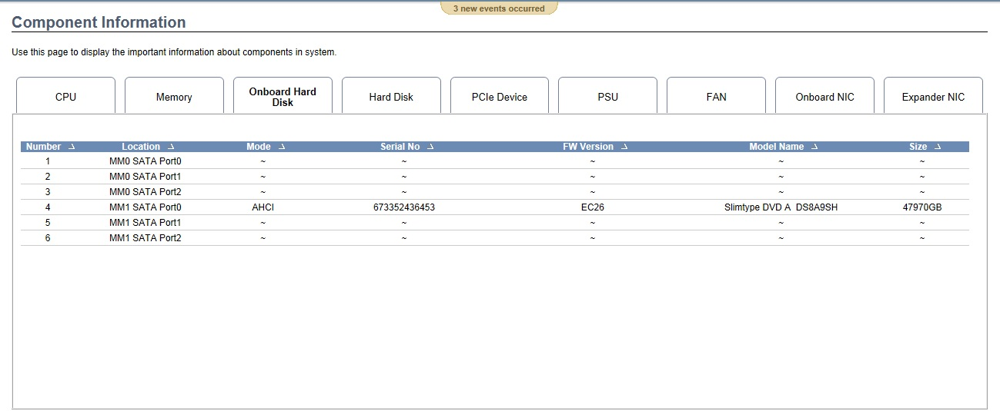 3 new events occurred
Component Information
Use this page to display the important information about components in system.
CPU Memory Onboard Hard Disk Hard Disk PCIe Device PSU FAN Onboard NIC Expander NIC
Number Location Mode Serial No FW Version Model Name Size
1 MM0 SATA Port0 ~ ~ ~ ~ ~
2 MM0 SATA Port1 ~ ~ ~ ~ ~
3 MM0 SATA Port2 ~ ~ ~ ~ ~
4 MM1 SATA Port0 AHCI 673352436453 EC26 Slimtype DVD A  DS8A9SH 47970GB
5 MM1 SATA Port1 ~ ~ ~ ~ ~
6 MM1 SATA Port2 ~ ~ ~ ~ ~